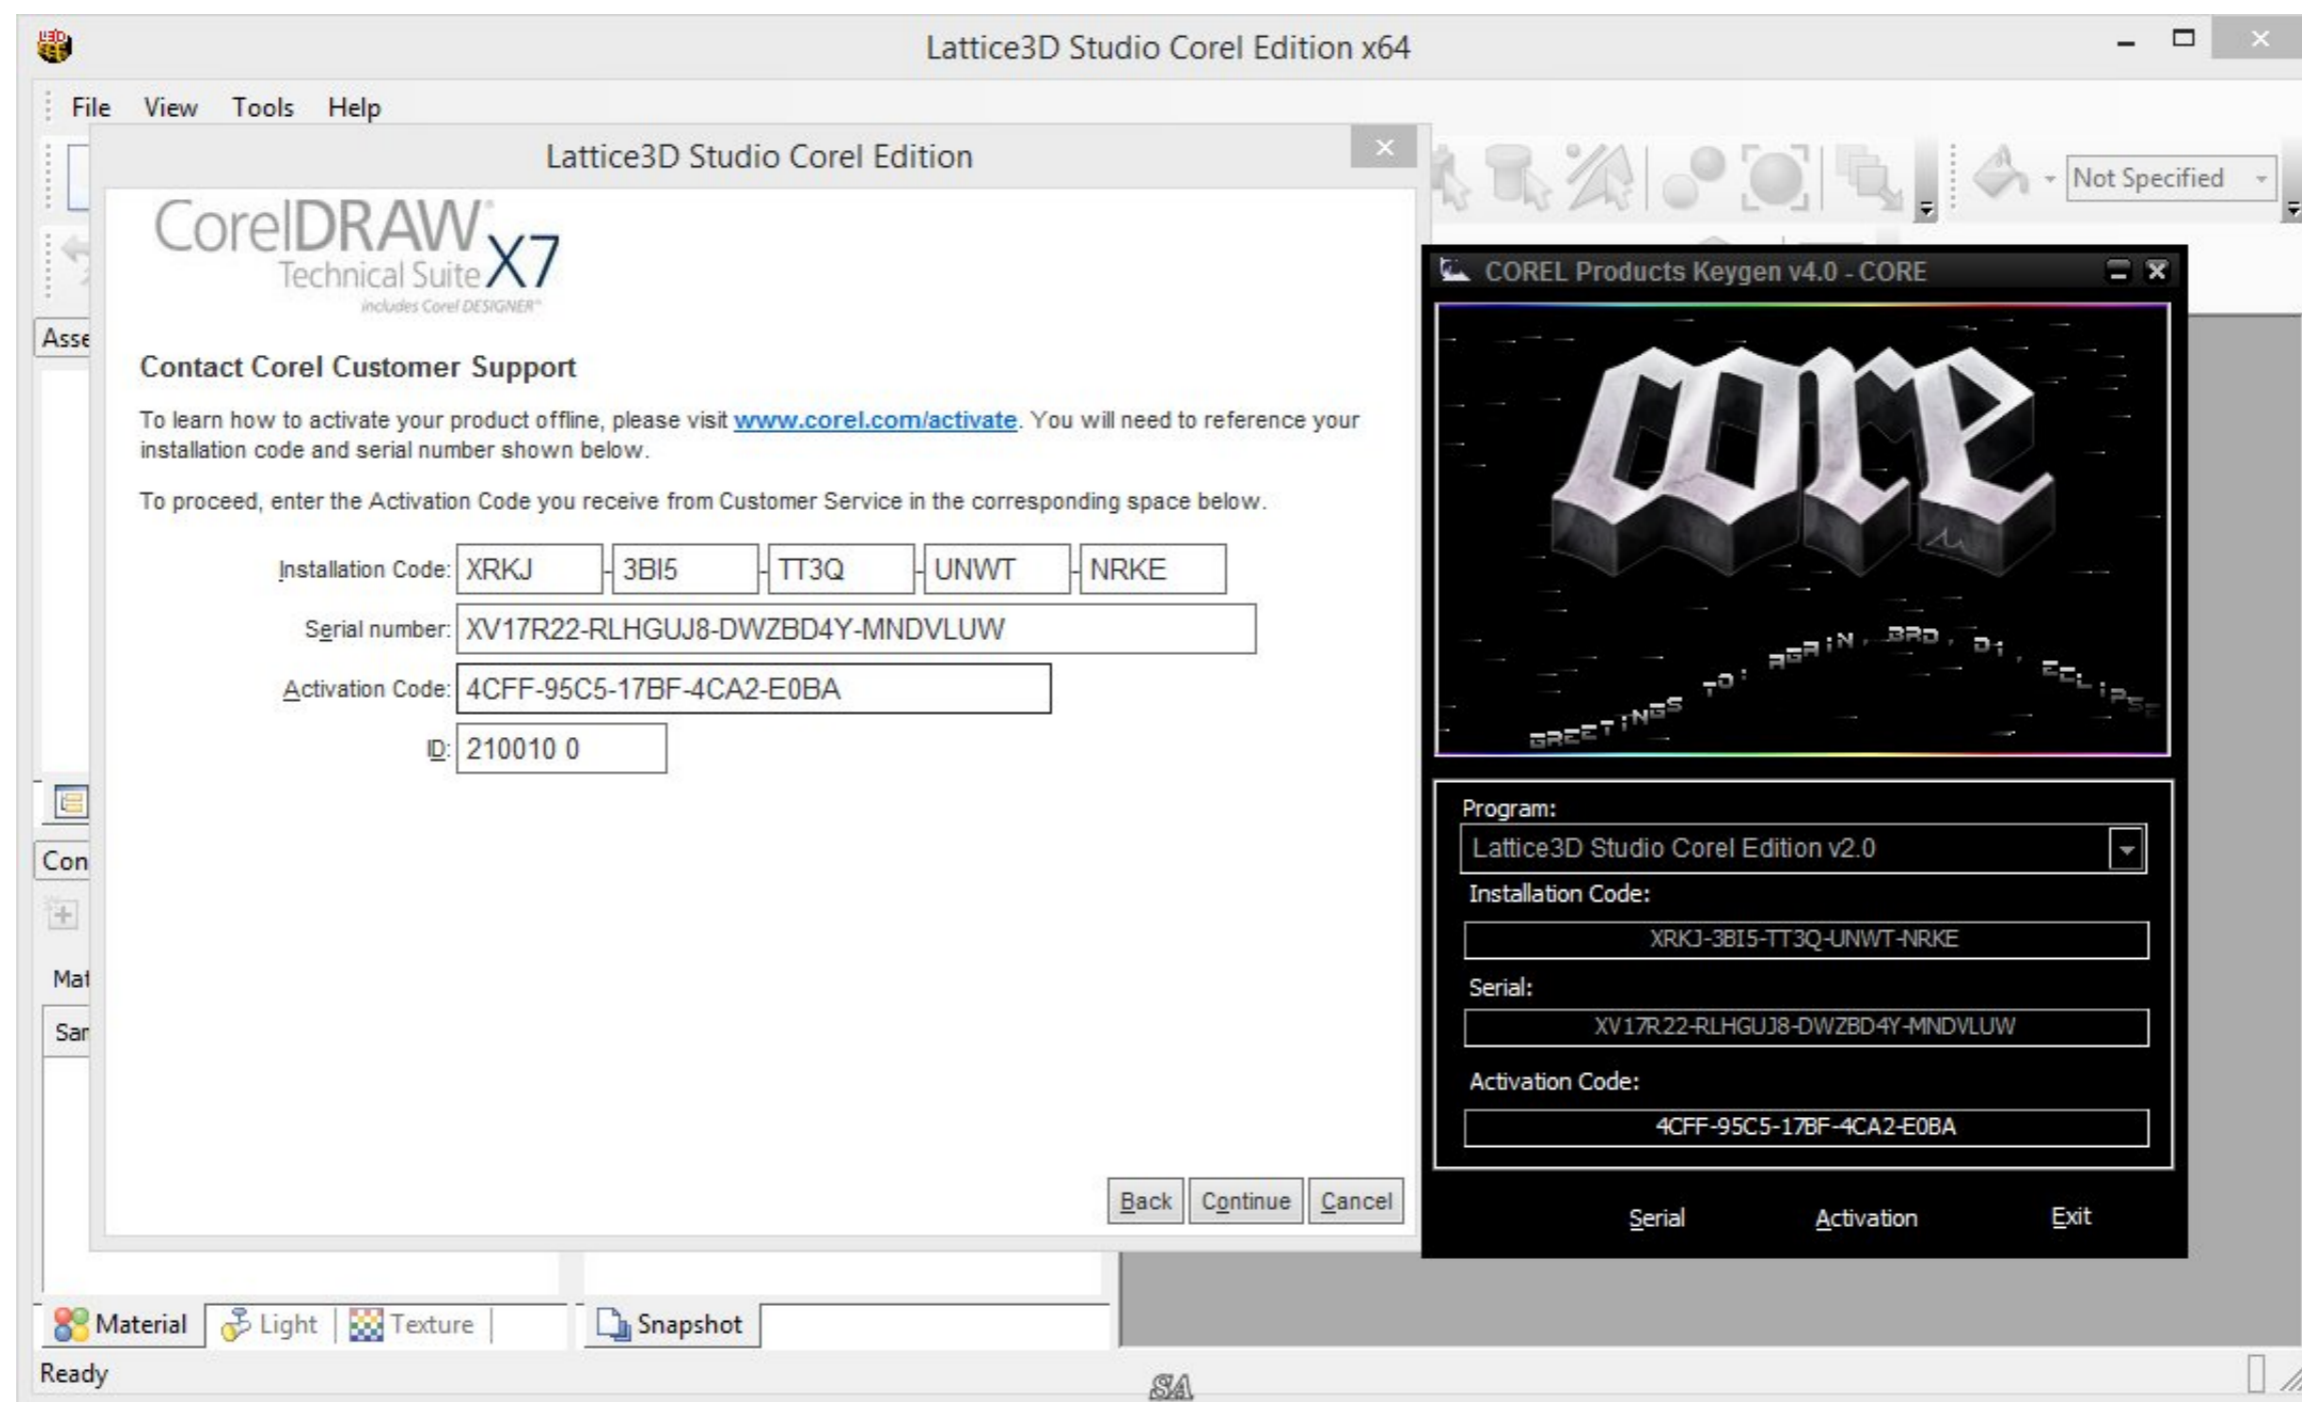 Lattice3D Studio Corel Edition x64
File View Tools Help
Lattice3D Studio Corel Edition
Not Specified
CorelDRAW®
Technical Suite X7
includes Corel DESIGNER®
COREL Products Keygen v4.0 - CORE
Asse
Contact Corel Customer Support
To learn how to activate your product offline, please visit www.corel.com/activate. You will need to reference your
installation code and serial number shown below.
To proceed, enter the Activation Code you receive from Customer Service in the corresponding space below.
Installation Code: XRKJ - 3BI5 - TT3Q - UNWT - NRKE
Serial number: XV17R22-RLHGUJ8-DWZBD4Y-MNDVLUW
Activation Code: 4CFF-95C5-17BF-4CA2-E0BA
ID: 210010 0
Back Continue Cancel
CORE
GREETINGS TO: AGAIN, BRD, DI, ECLIPSE
Program:
Lattice3D Studio Corel Edition v2.0
Installation Code:
XRKJ-3BI5-TT3Q-UNWT-NRKE
Serial:
XV17R22-RLHGUJ8-DWZBD4Y-MNDVLUW
Activation Code:
4CFF-95C5-17BF-4CA2-E0BA
Serial Activation Exit
Con
Mat
San
Material Light Texture Snapshot
Ready
SA